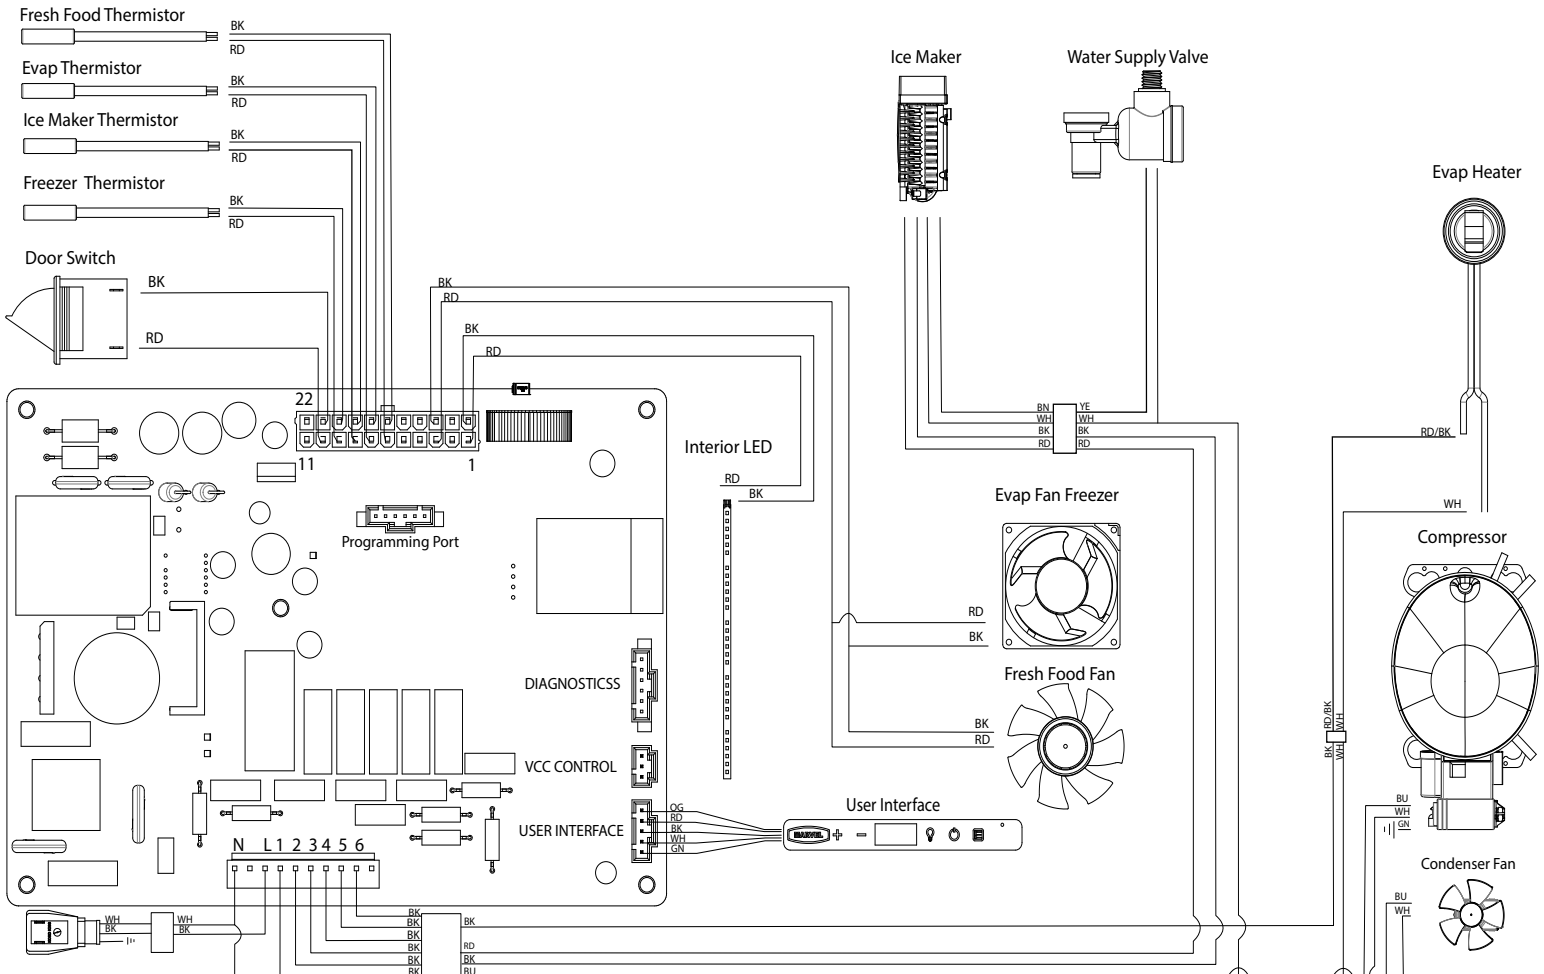 Fresh Food Thermistor
BK
RD
Evap Thermistor
BK
RD
Ice Maker Thermistor
BK
RD
Freezer Thermistor
BK
RD
Door Switch
BK
RD
BK
RD
BK
RD
Ice Maker
Water Supply Valve
Evap Heater
BN YE
WH WH
BK BK
RD RD
RD/BK
WH
22
11
1
Programming Port
Interior LED
RD
BK
Evap Fan Freezer
RD
BK
Fresh Food Fan
BK
RD
Compressor
RD/BK
WH
BK
WH
BU
WH
GN
DIAGNOSTICSS
VCC CONTROL
USER INTERFACE
OG
RD
BK
WH
GN
User Interface
MARVEL
Condenser Fan
BU
WH
N L1 2 3 4 5 6
WH WH
BK BK
BK
BK BK
BK
BK RD
BK BK
BK BU